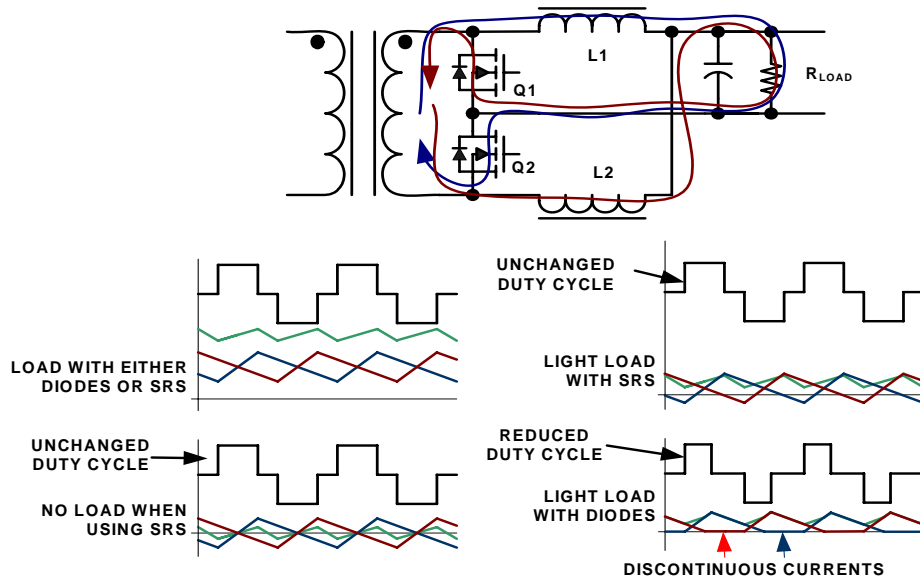 L1
R LOAD
Q1
Q2
L2
LOAD WITH EITHER
DIODES OR SRS
UNCHANGED
DUTY CYCLE
LIGHT LOAD
WITH SRS
UNCHANGED
DUTY CYCLE
NO LOAD WHEN
USING SRS
REDUCED
DUTY CYCLE
LIGHT LOAD
WITH DIODES
DISCONTINUOUS CURRENTS